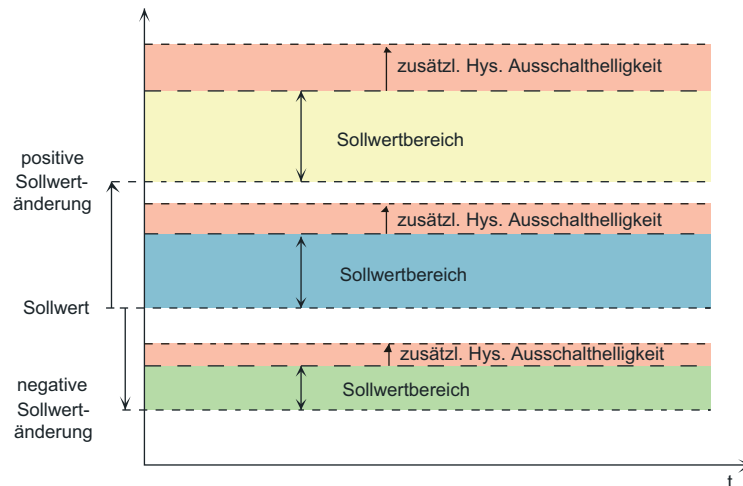 zusätzl. Hys. Ausschalthelligkeit
Sollwertbereich
positive
Sollwert-
änderung
zusätzl. Hys. Ausschalthelligkeit
Sollwertbereich
Sollwert
zusätzl. Hys. Ausschalthelligkeit
Sollwertbereich
negative
Sollwert-
änderung
t